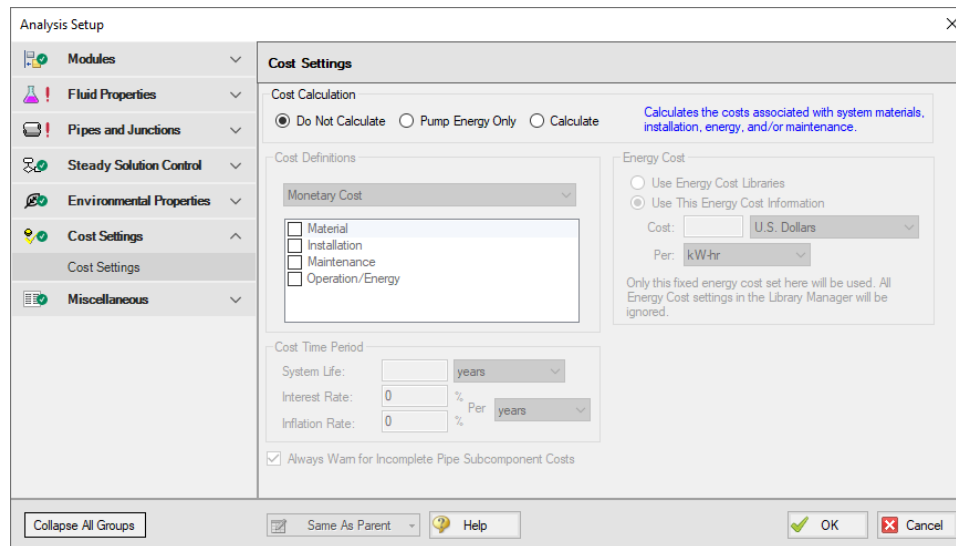 Analysis Setup
Modules
Fluid Properties
Pipes and Junctions
Steady Solution Control
Environmental Properties
Cost Settings
Cost Settings
Miscellaneous
Collapse All Groups
Cost Settings
Cost Calculation
Do Not Calculate
Pump Energy Only
Calculate
Calculates the costs associated with system materials,
installation, energy, and/or maintenance.
Cost Definitions
Monetary Cost
Material
Installation
Maintenance
Operation/Energy
Energy Cost
Use Energy Cost Libraries
Use This Energy Cost Information
Cost: U.S. Dollars
Per: kW-hr
Only this fixed energy cost set here will be used. All
Energy Cost settings in the Library Manager will be
ignored.
Cost Time Period
System Life: years
Interest Rate: 0 %
Per years
Inflation Rate: 0 %
Always Warn for Incomplete Pipe Subcomponent Costs
Same As Parent
Help
OK
Cancel